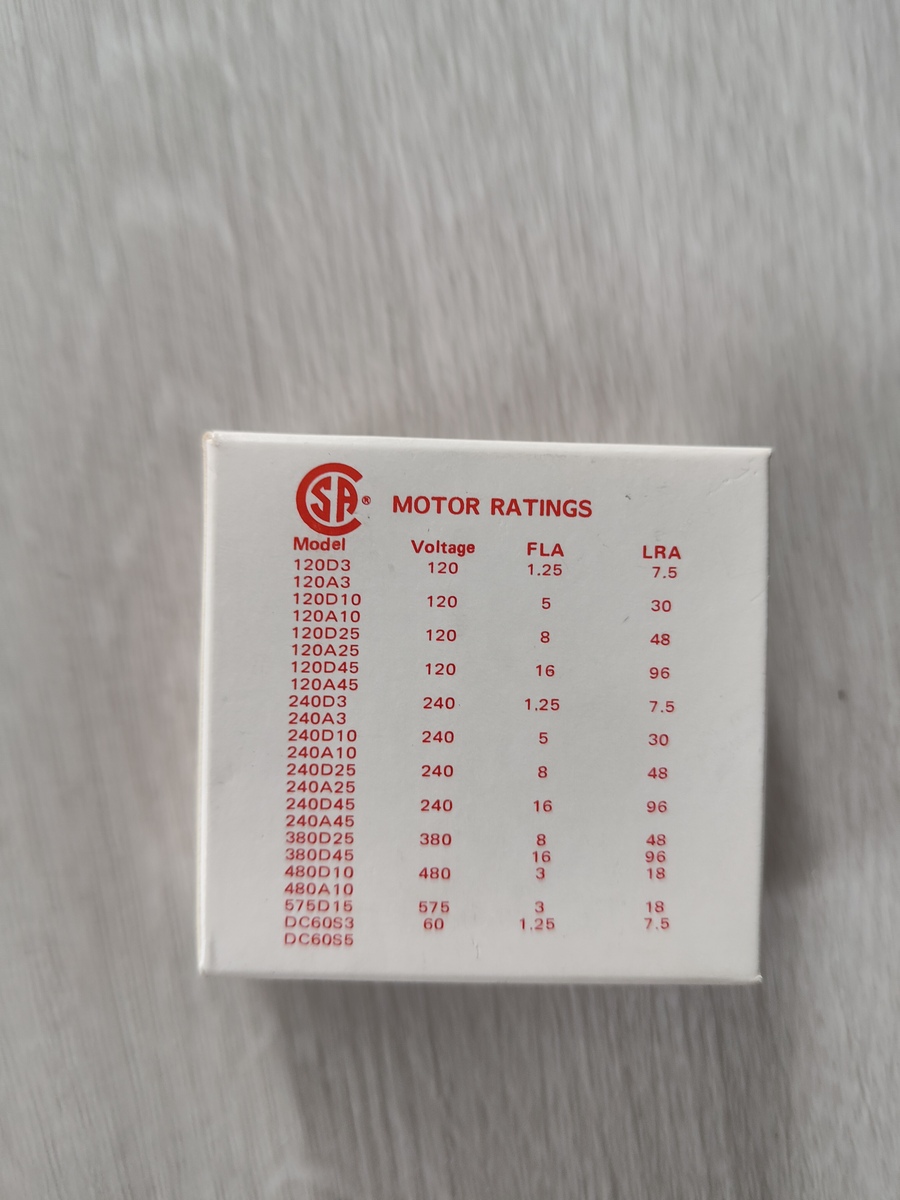 CSA® MOTOR RATINGS
Model Voltage FLA LRA
120D3 120 1.25 7.5
120A3
120D10 120 5 30
120A10
120D25 120 8 48
120A25
120D45 120 16 96
120A45
240D3 240 1.25 7.5
240A3
240D10 240 5 30
240A10
240D25 240 8 48
240A25
240D45 240 16 96
240A45
380D25 380 8 48
380D45 16 96
480D10 480 3 18
480A10
575D15 575 3 18
DC60S3 60 1.25 7.5
DC60S5